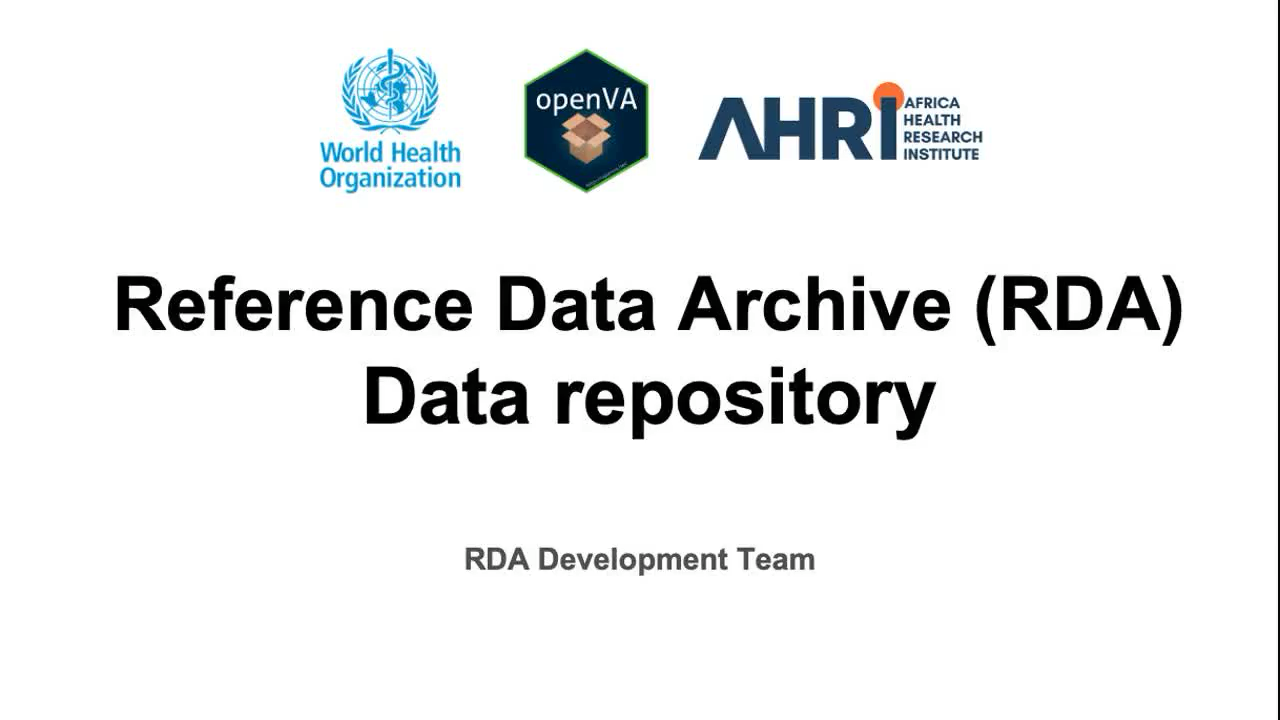 World Health
Organization
openVA
AHRI
AFRICA
HEALTH
RESEARCH
INSTITUTE
Reference Data Archive (RDA)
Data repository
RDA Development Team